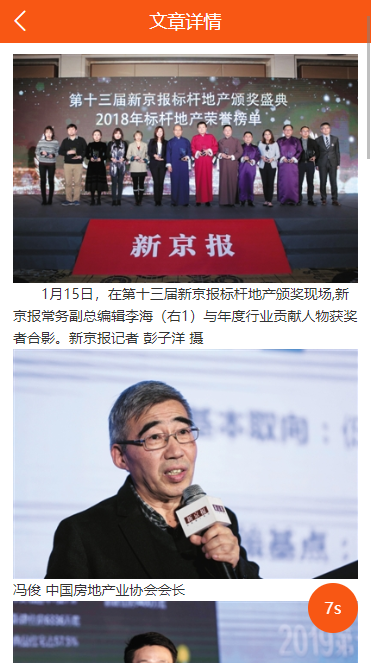 文章详情
第十三届新京报标杆地产颁奖盛典
2018年标杆地产荣誉榜单
新京报
1月15日，在第十三届新京报标杆地产颁奖现场,新
京报常务副总编辑李海（右1）与年度行业贡献人物获奖
者合影。新京报记者 彭子洋 摄
基本取向：
基点：
新京报
冯俊 中国房地产业协会会长
7s
2019第